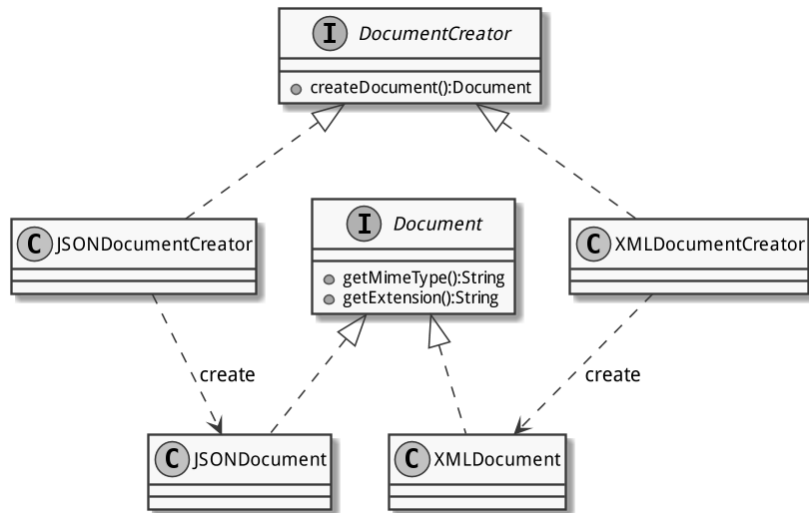 I DocumentCreator
createDocument():Document
C JSONDocumentCreator
I Document
getMimeType():String
getExtension():String
C XMLDocumentCreator
create
create
C JSONDocument
C XMLDocument